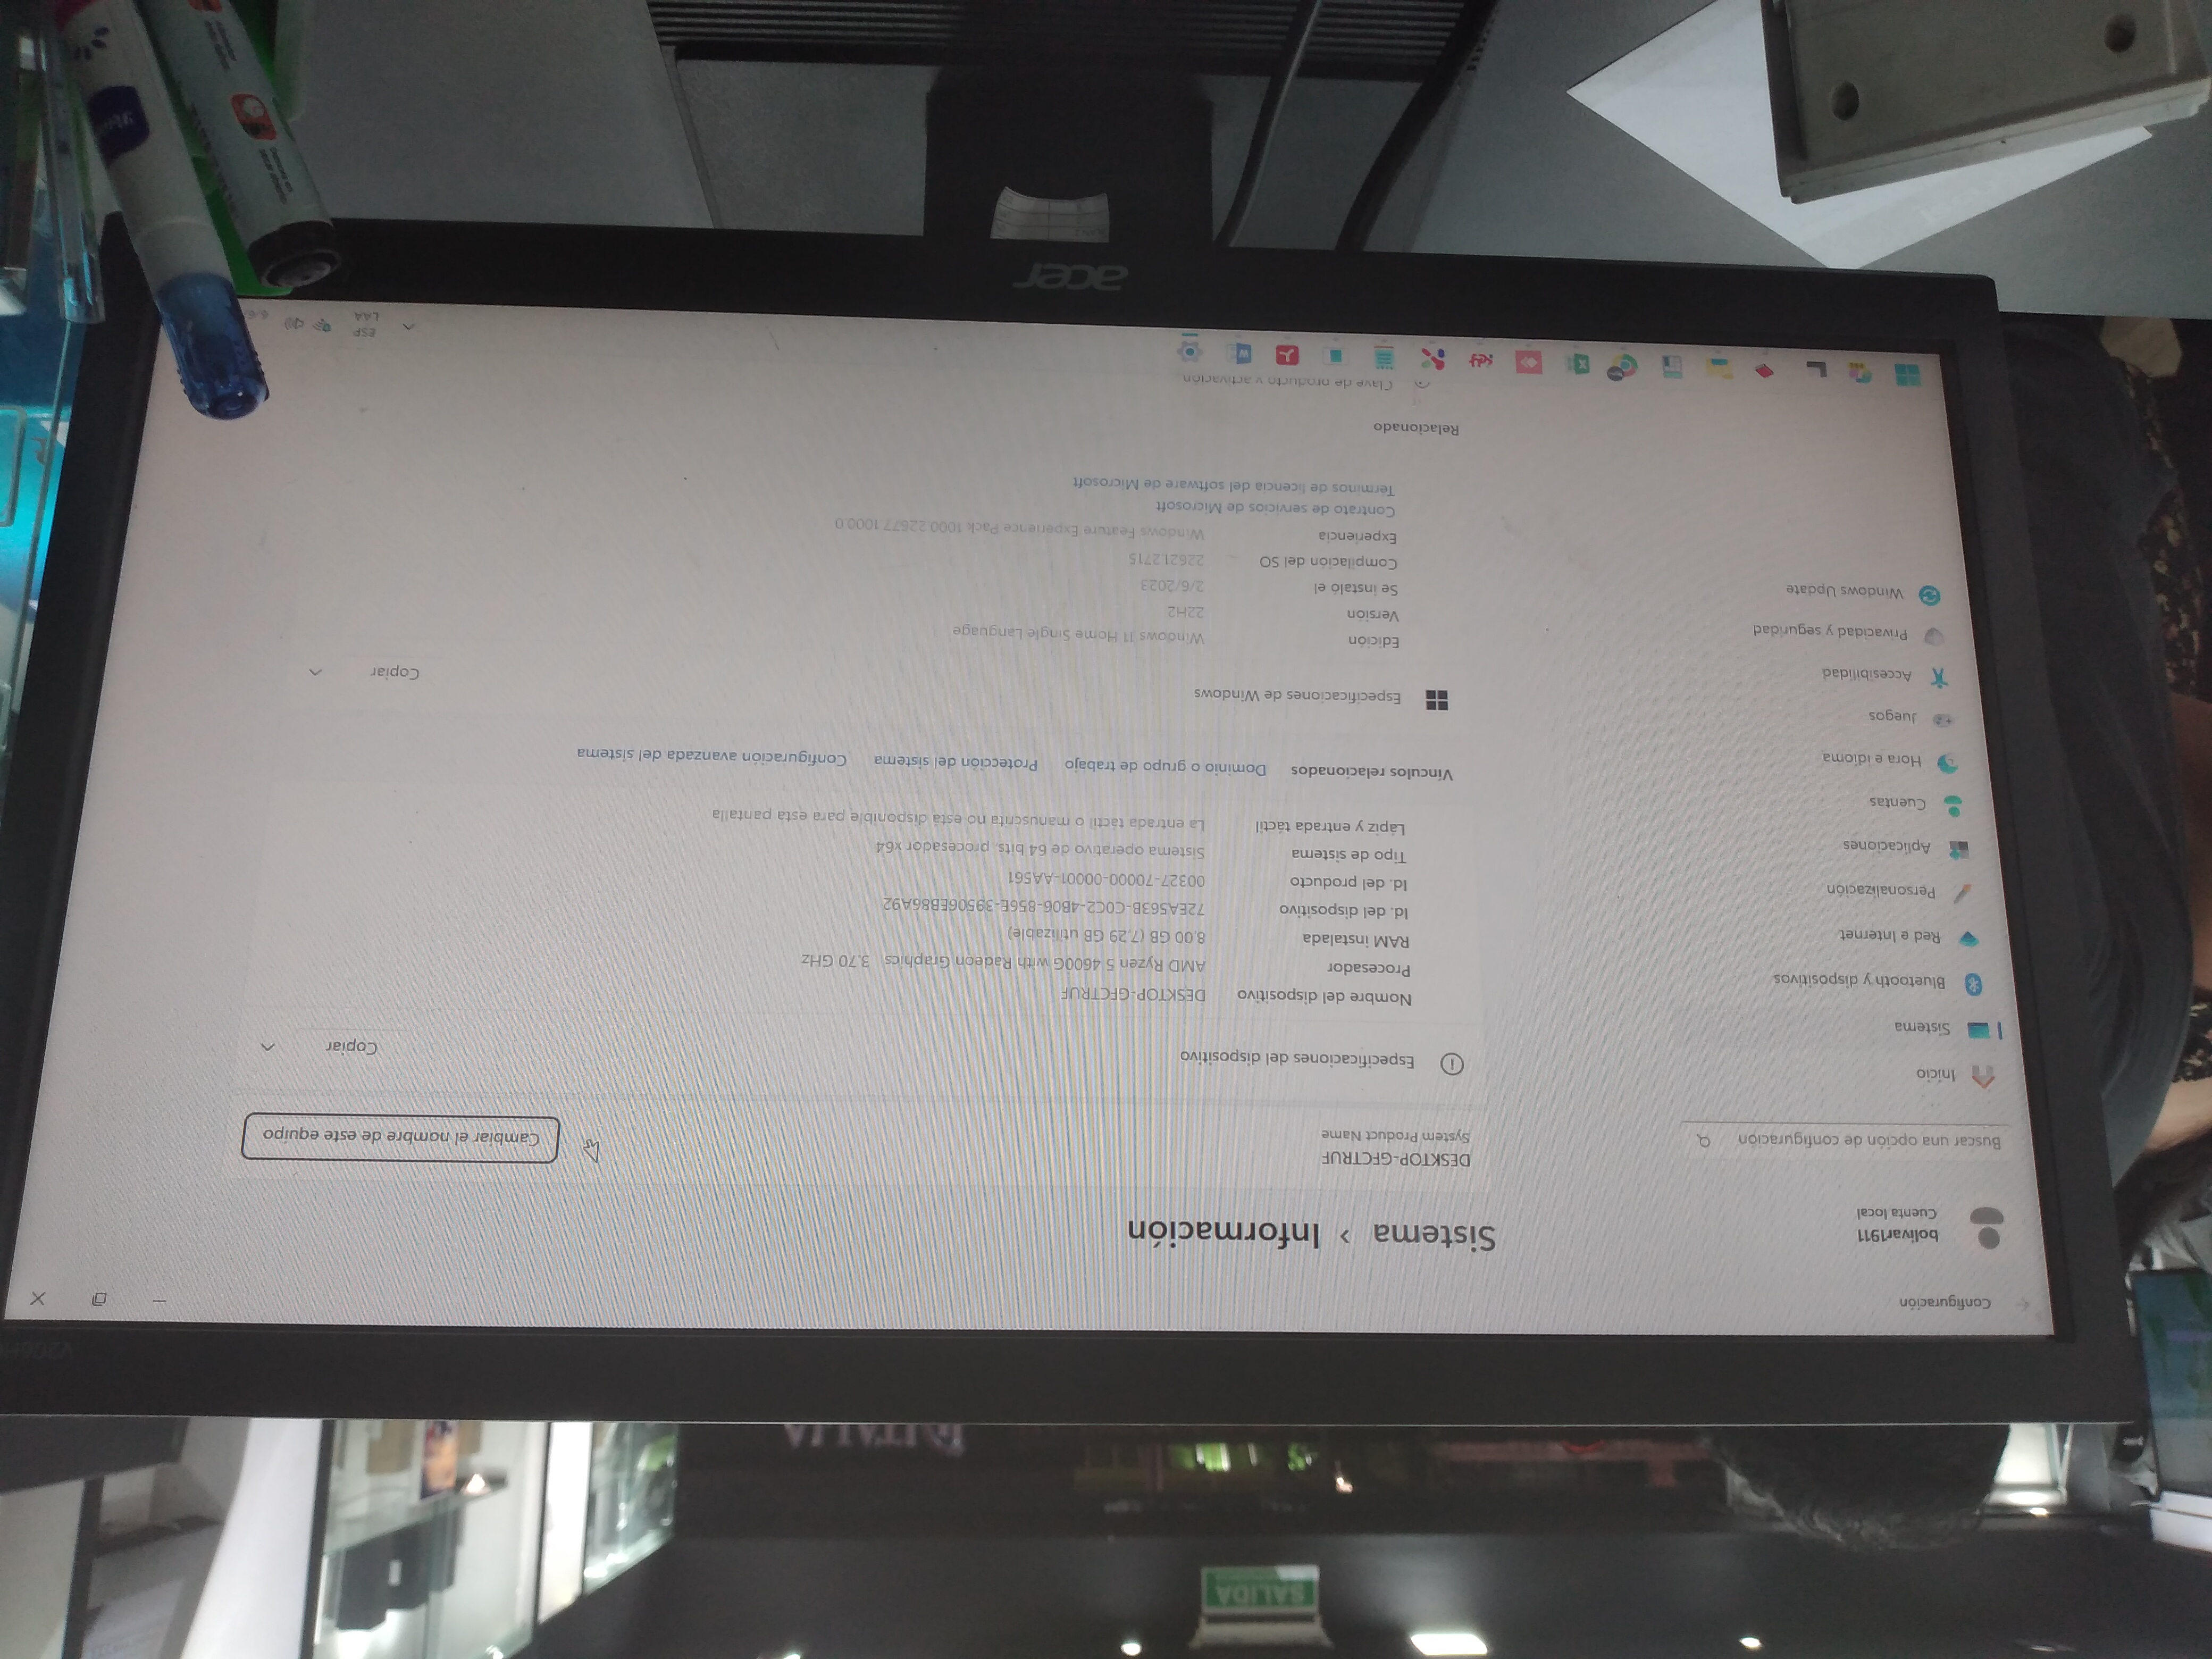 SALIDA
ITALIA
Configuración
bolivar1911
Cuenta local
Buscar una opción de configuración
Inicio
Sistema
Bluetooth y dispositivos
Red e Internet
Personalización
Aplicaciones
Cuentas
Hora e idioma
Juegos
Accesibilidad
Privacidad y seguridad
Windows Update
Sistema > Información
DESKTOP-GFCTRUF
System Product Name
Cambiar el nombre de este equipo
Especificaciones del dispositivo
Copiar
Nombre del dispositivo DESKTOP-GFCTRUF
Procesador AMD Ryzen 5 4600G with Radeon Graphics 3.70 GHz
RAM instalada 8,00 GB (7,29 GB utilizable)
Id. del dispositivo 72EA563B-C0C2-4B06-856E-39506EB86A92
Id. del producto 00327-70000-00001-AA561
Tipo de sistema Sistema operativo de 64 bits, procesador x64
Lápiz y entrada táctil La entrada táctil o manuscrita no está disponible para esta pantalla
Vínculos relacionados Dominio o grupo de trabajo Protección del sistema Configuración avanzada del sistema
Especificaciones de Windows
Copiar
Edición Windows 11 Home Single Language
Versión 22H2
Se instaló el 2/6/2023
Compilación del SO 22621.2715
Experiencia Windows Feature Experience Pack 1000.22677.1000.0
Contrato de servicios de Microsoft
Términos de licencia del software de Microsoft
Relacionado
Clave de producto y activación
ESP
LAA
acer